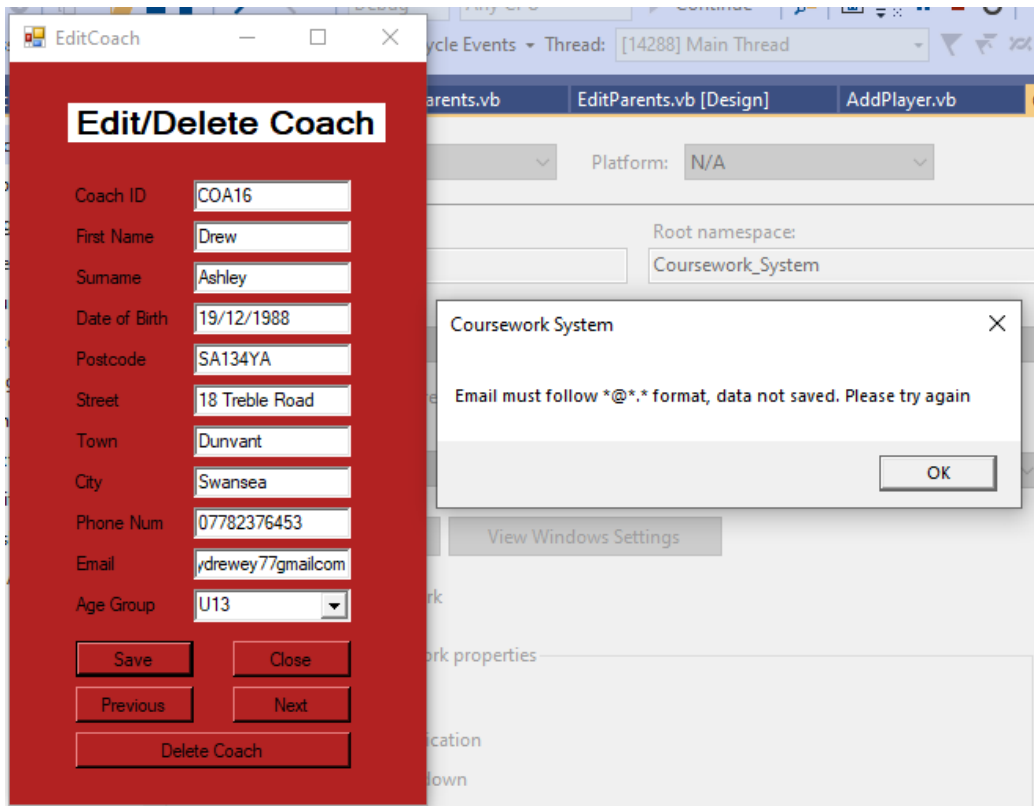 Debug Any CPU Continue
EditCoach
ycle Events Thread: [14288] Main Thread
arents.vb EditParents.vb [Design] AddPlayer.vb
Edit/Delete Coach
Platform: N/A
Coach ID COA16
First Name Drew
Root namespace:
Surname Ashley
Coursework_System
Date of Birth 19/12/1988
Coursework System
Postcode SA134YA
Email must follow *@*.* format, data not saved. Please try again
Street 18 Treble Road
Town Dunvant
City Swansea
OK
Phone Num 07782376453
View Windows Settings
Email ydrewey77gmailcom
Age Group U13
rk
Save Close
ork properties
Previous Next
Delete Coach
ication
down